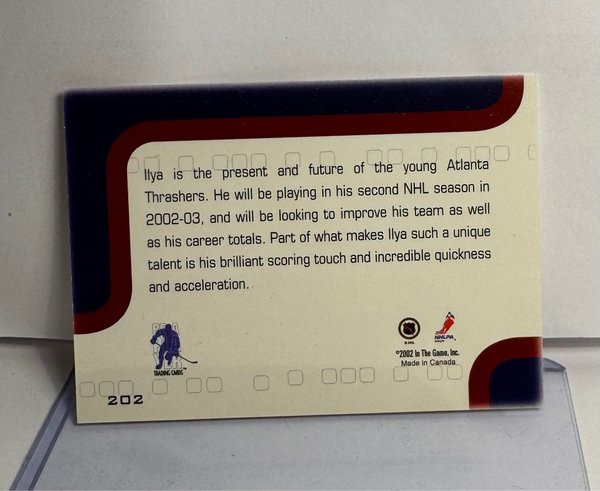 Ilya is the present and future of the young Atlanta
Thrashers. He will be playing in his second NHL season in
2002-03, and will be looking to improve his team as well
as his career totals. Part of what makes Ilya such a unique
talent is his brilliant scoring touch and incredible quickness
and acceleration.
TRADING CARDS
NHLPA
©2002 In The Game, Inc.
Made in Canada
202